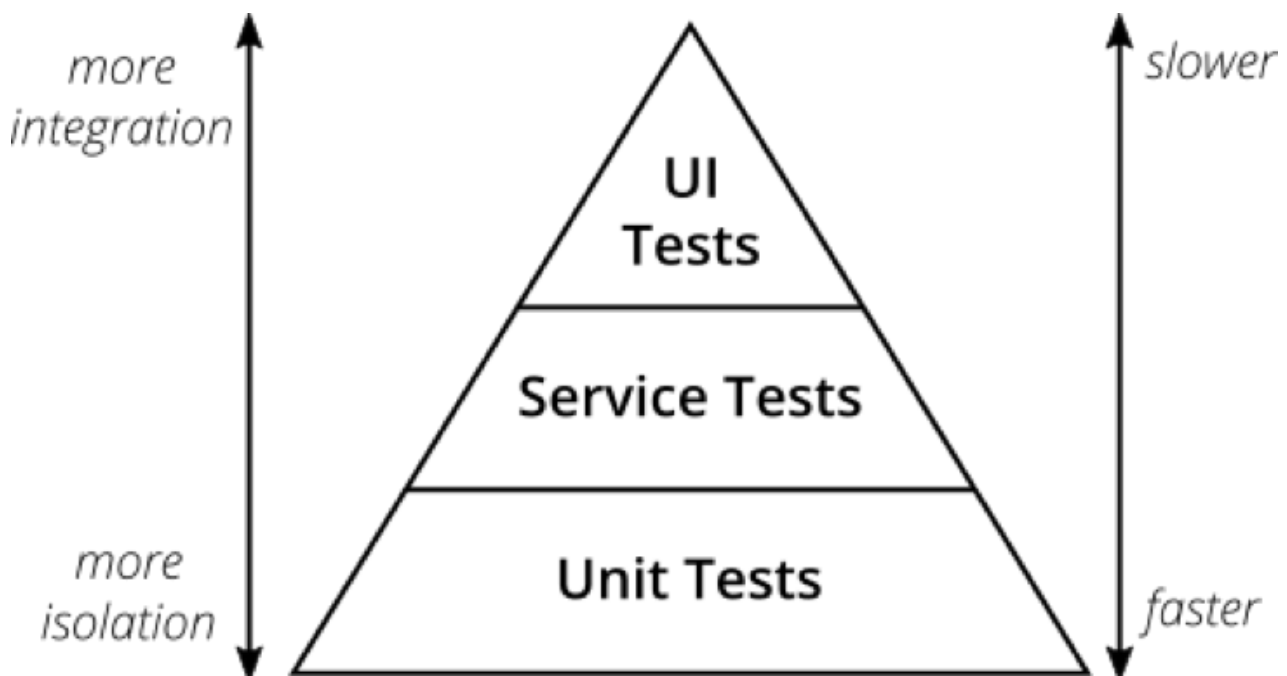 more
integration
slower
UI
Tests
Service Tests
Unit Tests
more
isolation
faster